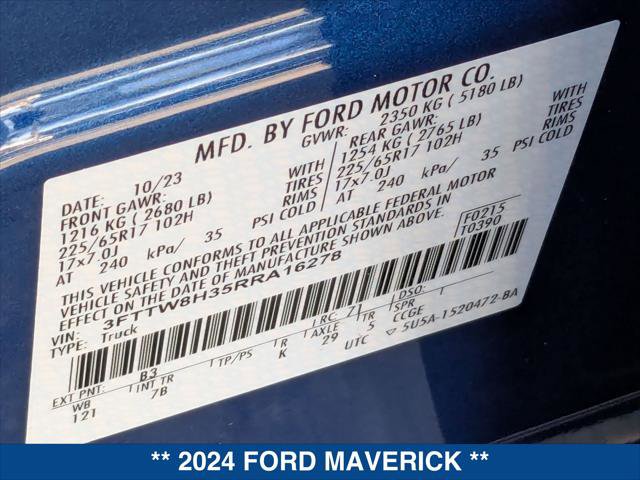 MFD. BY FORD MOTOR CO.
DATE: 10/23 GVWR: 2350 KG ( 5180 LB)
FRONT GAWR: WITH REAR GAWR: WITH
1216 KG ( 2680 LB) TIRES 1254 KG ( 2765 LB) TIRES
225/65R17 102H RIMS 225/65R17 102H RIMS
17x7.0J PSI COLD 17x7.0J PSI COLD
AT 240 kPa/ 35 AT 240 kPa/ 35
THIS VEHICLE CONFORMS TO ALL APPLICABLE FEDERAL MOTOR
VEHICLE SAFETY AND THEFT PREVENTION STANDARDS IN
EFFECT ON THE DATE OF MANUFACTURE SHOWN ABOVE.
VIN: 3FTTW8H35RRA16278 F0215
TYPE: Truck T0390
EXT PNT: B3 LRC: 7 DSO:
WB INT TR TP/PS R AXLE TR SPR CCGE
121 7B K 29 5
UTC 5U5A-1520472-BA
** 2024 FORD MAVERICK **